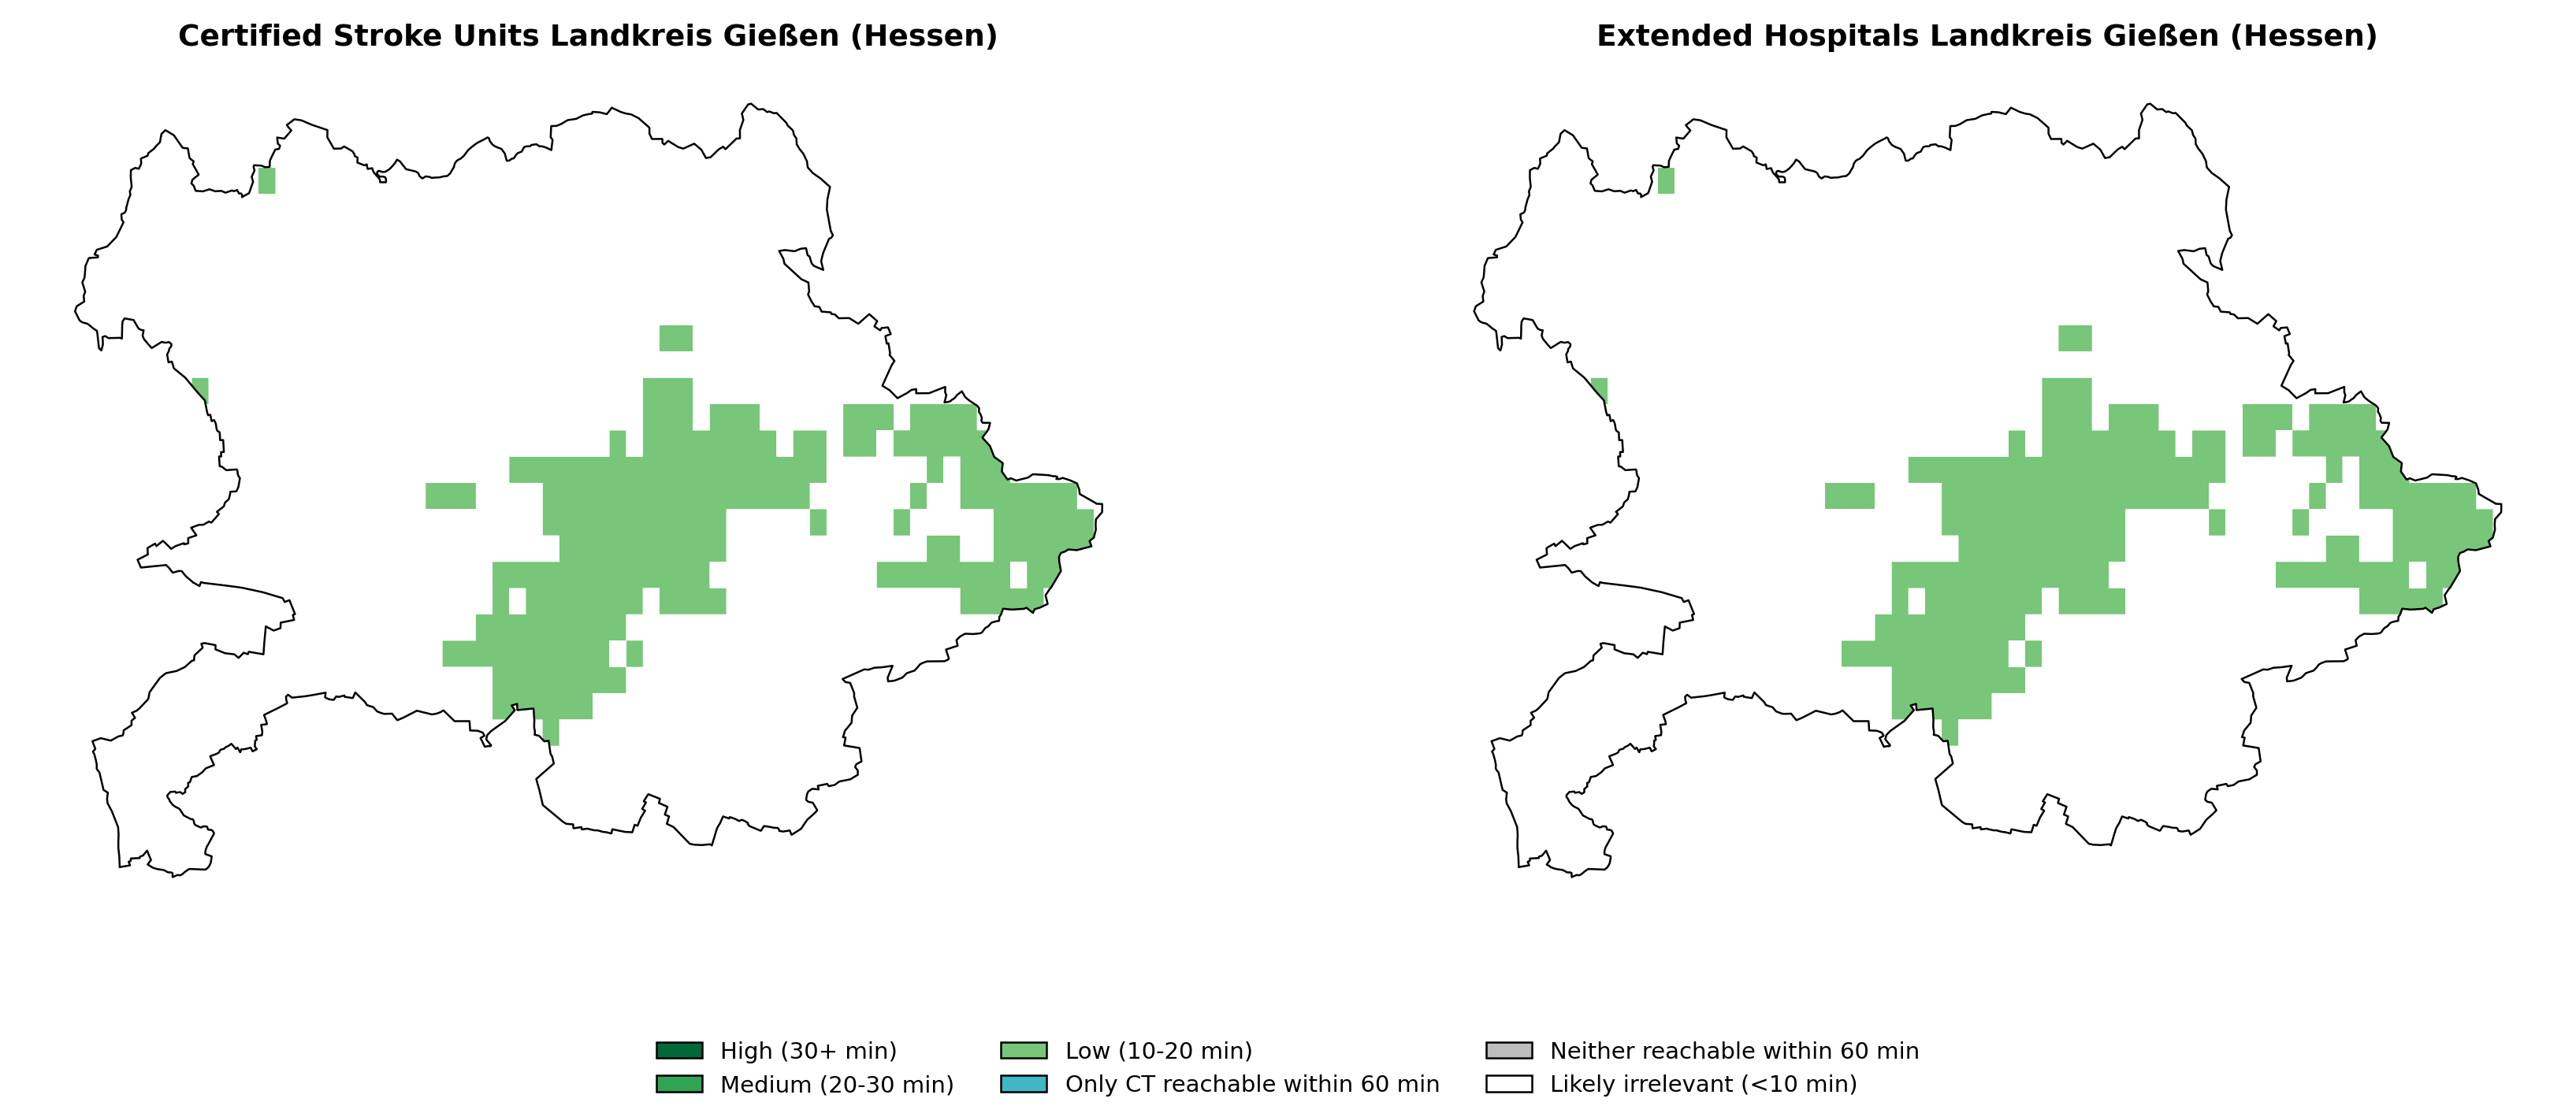 Certified Stroke Units Landkreis Gießen (Hessen)
Extended Hospitals Landkreis Gießen (Hessen)
High (30+ min)
Medium (20-30 min)
Low (10-20 min)
Only CT reachable within 60 min
Neither reachable within 60 min
Likely irrelevant (<10 min)